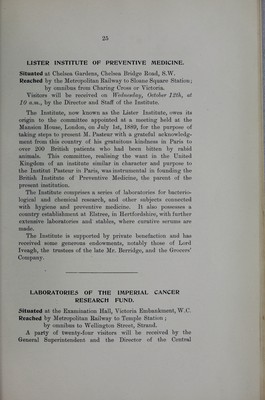 25
LISTER INSTITUTE OF PREVENTIVE MEDICINE.
Situated at Chelsea Gardens, Chelsea Bridge Road, S.W.
Reached by the Metropolitan Railway to Sloane Square Station;
by omnibus from Charing Cross or Victoria.
Visitors will be received on Wednesday, October 12th, at
10 a.m., by the Director and Staff of the Institute.
The Institute, now known as the Lister Institute, owes its
origin to the committee appointed at a meeting held at the
Mansion House, London, on July 1st, 1889, for the purpose of
taking steps to present M. Pasteur with a grateful acknowledg-
ment from this country of his gratuitous kindness in Paris to
over 200 British patients who had been bitten by rabid
animals. This committee, realising the want in the United
Kingdom of an institute similar in character and purpose to
the Institut Pasteur in Paris, was instrumental in founding the
British Institute of Preventive Medicine, the parent of the
present institution.
The Institute comprises a series of laboratories for bacterio-
logical and chemical research, and other subjects connected
with hygiene and preventive medicine. It also possesses a
country establishment at Elstree, in Hertfordshire, with further
extensive laboratories and stables, where curative serums are
made.
The Institute is supported by private benefaction and has
received some generous endowments, notably those of Lord
Iveagh, the trustees of the late Mr. Berridge, and the Grocers'
Company.
LABORATORIES OF THE IMPERIAL CANCER
RESEARCH FUND.
Situated at the Examination Hall, Victoria Embankment, W.C.
Reached by Metropolitan Railway to Temple Station;
by omnibus to Wellington Street, Strand.
A party of twenty-four visitors will be received by the
General Superintendent and the Director of the Central